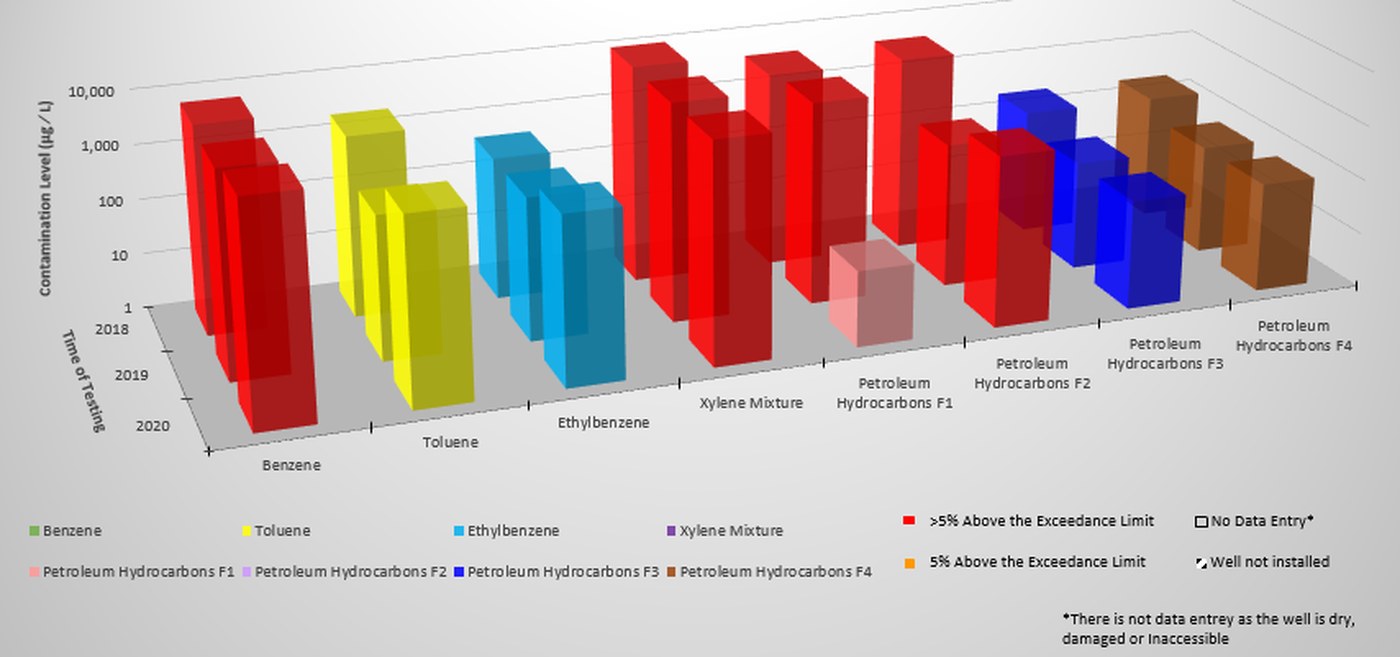 Contamination Level (µg / L)
10,000
1,000
100
10
1
Time of Testing
2018
2019
2020
Benzene
Toluene
Ethylbenzene
Xylene Mixture
Petroleum
Hydrocarbons F1
Petroleum
Hydrocarbons F2
Petroleum
Hydrocarbons F3
Petroleum
Hydrocarbons F4
Benzene
Toluene
Ethylbenzene
Xylene Mixture
Petroleum Hydrocarbons F1
Petroleum Hydrocarbons F2
Petroleum Hydrocarbons F3
Petroleum Hydrocarbons F4
>5% Above the Exceedance Limit
No Data Entry*
5% Above the Exceedance Limit
Well not installed
*There is not data entrey as the well is dry,
damaged or Inaccessible